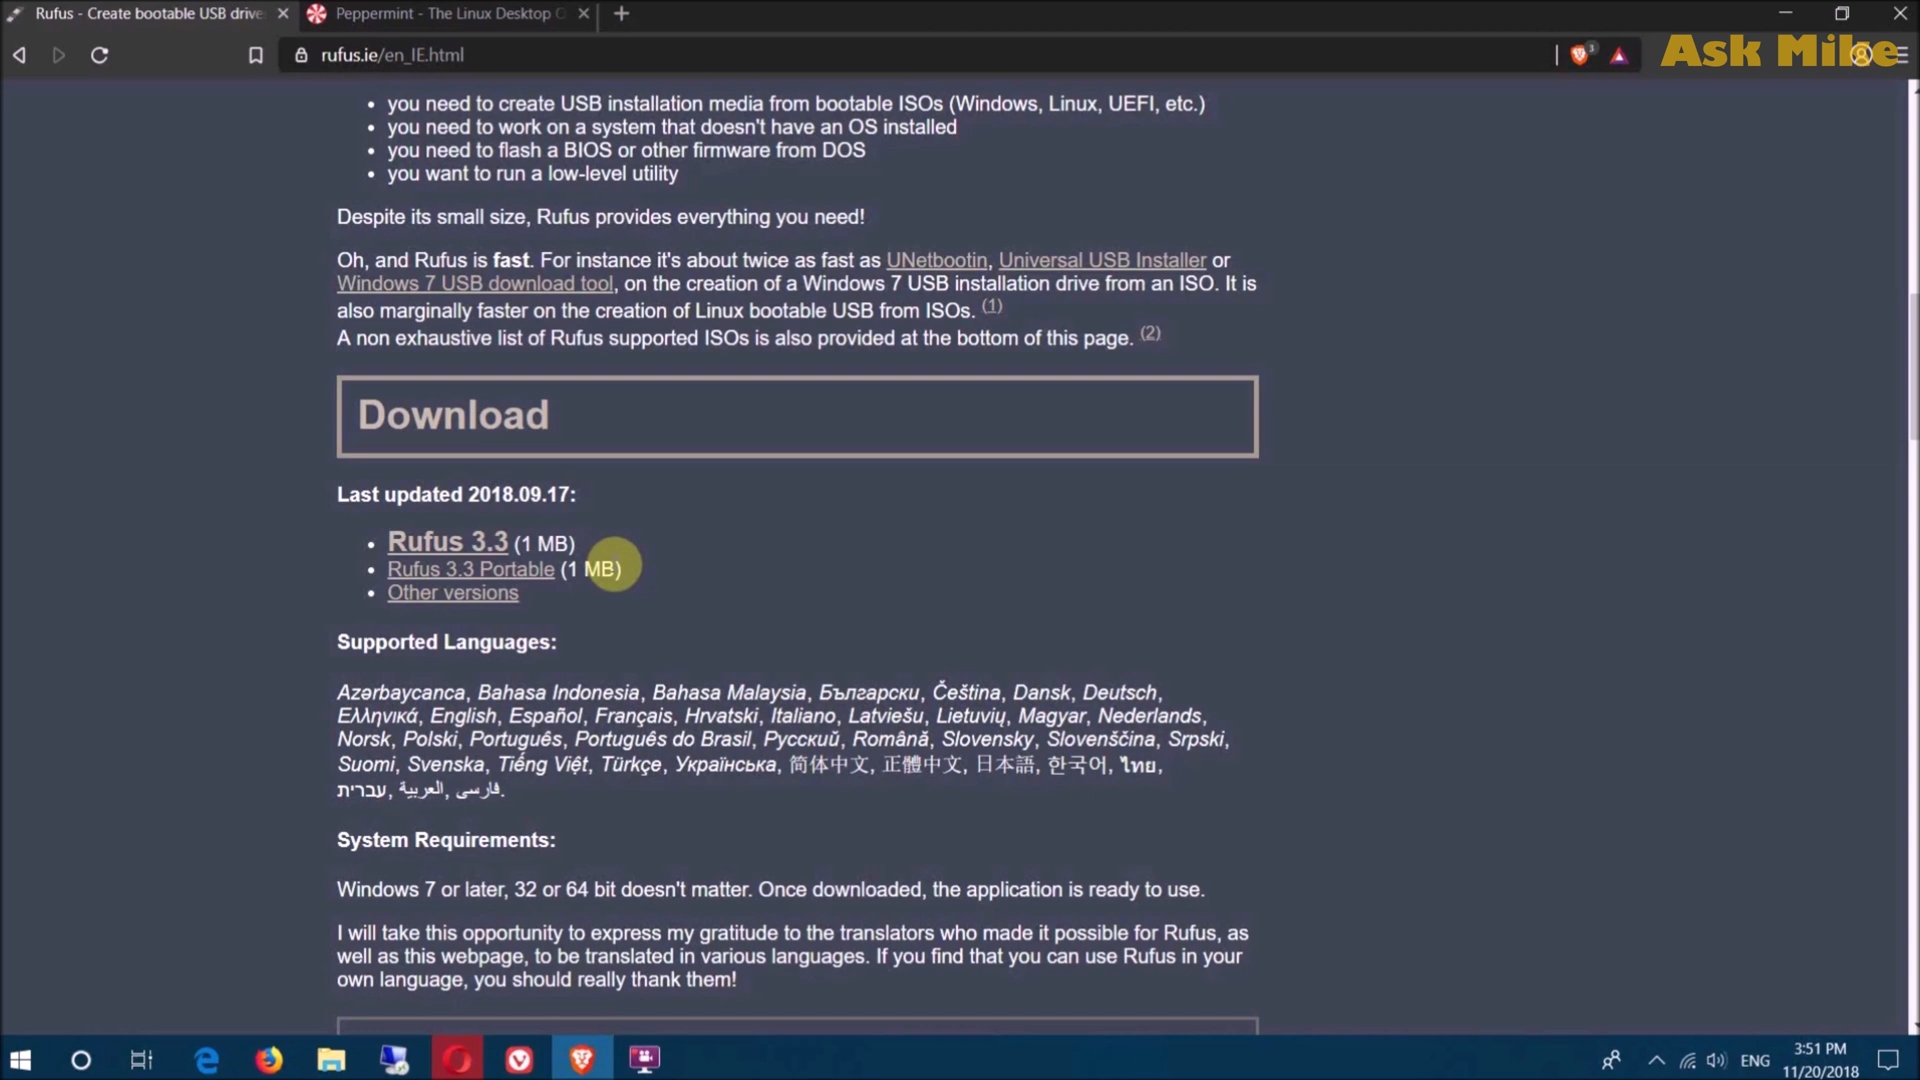 Rufus - Create bootable USB drive
Peppermint - The Linux Desktop O
rufus.ie/en_IE.html
3
Ask Mike
• you need to create USB installation media from bootable ISOs (Windows, Linux, UEFI, etc.)
• you need to work on a system that doesn't have an OS installed
• you need to flash a BIOS or other firmware from DOS
• you want to run a low-level utility
Despite its small size, Rufus provides everything you need!
Oh, and Rufus is fast. For instance it's about twice as fast as UNetbootin, Universal USB Installer or
Windows 7 USB download tool, on the creation of a Windows 7 USB installation drive from an ISO. It is
also marginally faster on the creation of Linux bootable USB from ISOs. (1)
A non exhaustive list of Rufus supported ISOs is also provided at the bottom of this page. (2)
Download
Last updated 2018.09.17:
• Rufus 3.3 (1 MB)
• Rufus 3.3 Portable (1 MB)
• Other versions
Supported Languages:
Azərbaycanca, Bahasa Indonesia, Bahasa Malaysia, Български, Čeština, Dansk, Deutsch,
Ελληνικά, English, Español, Français, Hrvatski, Italiano, Latviešu, Lietuvių, Magyar, Nederlands,
Norsk, Polski, Português, Português do Brasil, Русский, Română, Slovensky, Slovenščina, Srpski,
Suomi, Svenska, Tiếng Việt, Türkçe, Українська, 简体中文, 正體中文, 日本語, 한국어, ไทย,
עברית, العربية, فارسی.
System Requirements:
Windows 7 or later, 32 or 64 bit doesn't matter. Once downloaded, the application is ready to use.
I will take this opportunity to express my gratitude to the translators who made it possible for Rufus, as
well as this webpage, to be translated in various languages. If you find that you can use Rufus in your
own language, you should really thank them!
ENG
3:51 PM
11/20/2018